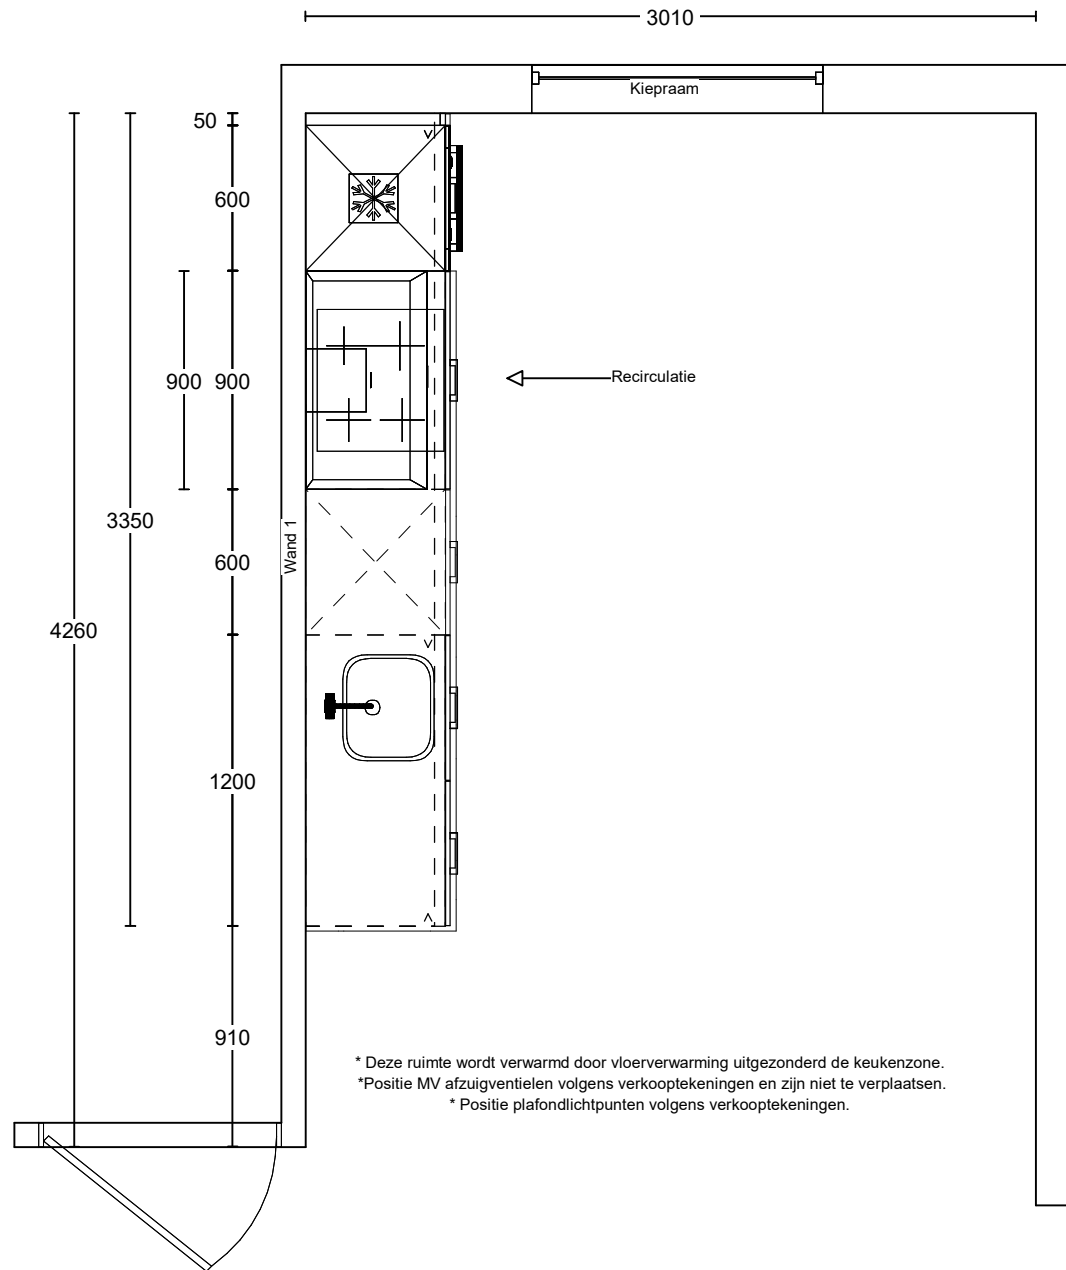 3010
Kiepraam
50
600
900 900
Recirculatie
3350
Wand 1
600
4260
1200
910
* Deze ruimte wordt verwarmd door vloerverwarming uitgezonderd de keukenzone.
*Positie MV afzuigventielen volgens verkooptekeningen en zijn niet te verplaatsen.
* Positie plafondlichtpunten volgens verkooptekeningen.